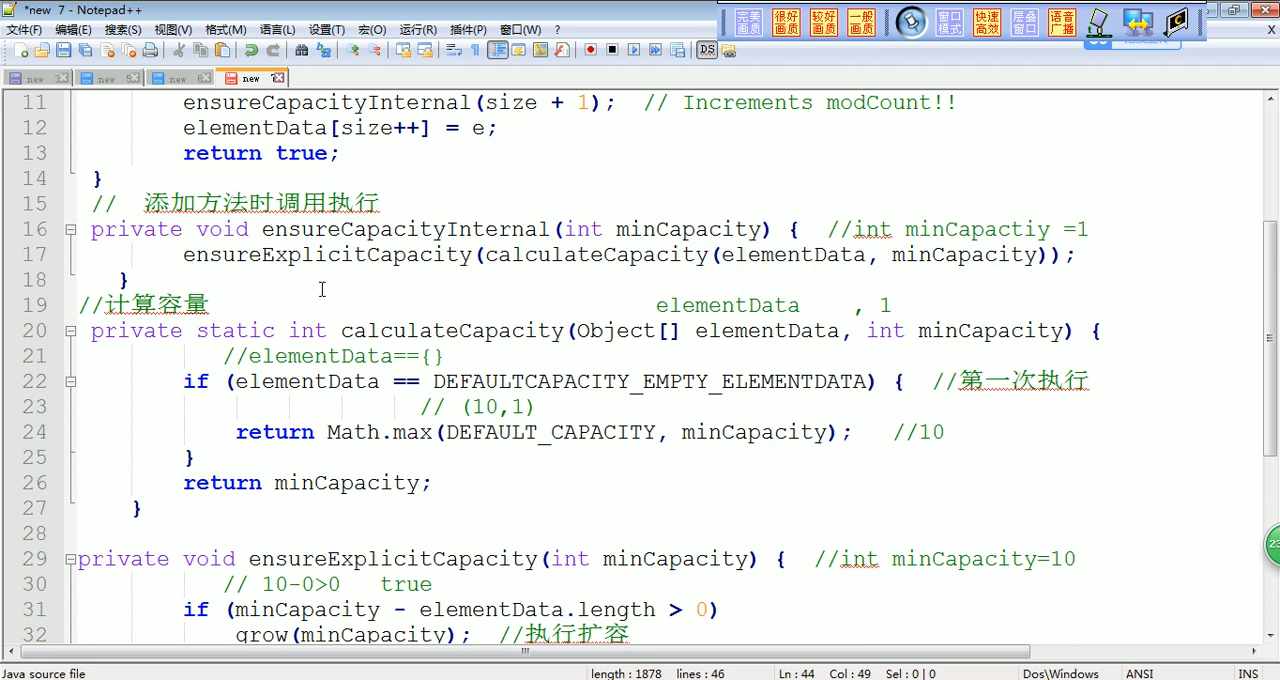 *new  7 - Notepad++
文件(F) 编辑(E) 搜索(S) 视图(V) 格式(M) 语言(L) 设置(T) 宏(O) 运行(R) 插件(P) 窗口(W) ? X
完美画质 很好画质 较好画质 一般画质 窗口模式 快速高效 层叠窗口 语音广播
new 3 new 5 new 6 new 7
11 ensureCapacityInternal(size + 1);  // Increments modCount!!
12 elementData[size++] = e;
13 return true;
14 }
15 //  添加方法时调用执行
16 private void ensureCapacityInternal(int minCapacity) {  //int minCapactiy =1
17 ensureExplicitCapacity(calculateCapacity(elementData, minCapacity));
18 }
19 //计算容量 elementData    , 1
20 private static int calculateCapacity(Object[] elementData, int minCapacity) {
21 //elementData=={}
22 if (elementData == DEFAULTCAPACITY_EMPTY_ELEMENTDATA) {  //第一次执行
23 // (10,1)
24 return Math.max(DEFAULT_CAPACITY, minCapacity);   //10
25 }
26 return minCapacity;
27 }
28
29 private void ensureExplicitCapacity(int minCapacity) {  //int minCapacity=10
30 // 10-0>0   true
31 if (minCapacity - elementData.length > 0)
32 grow(minCapacity);  //执行扩容
Java source file length : 1878 lines : 46 Ln : 44 Col : 49 Sel : 0 | 0 Dos\Windows ANSI INS